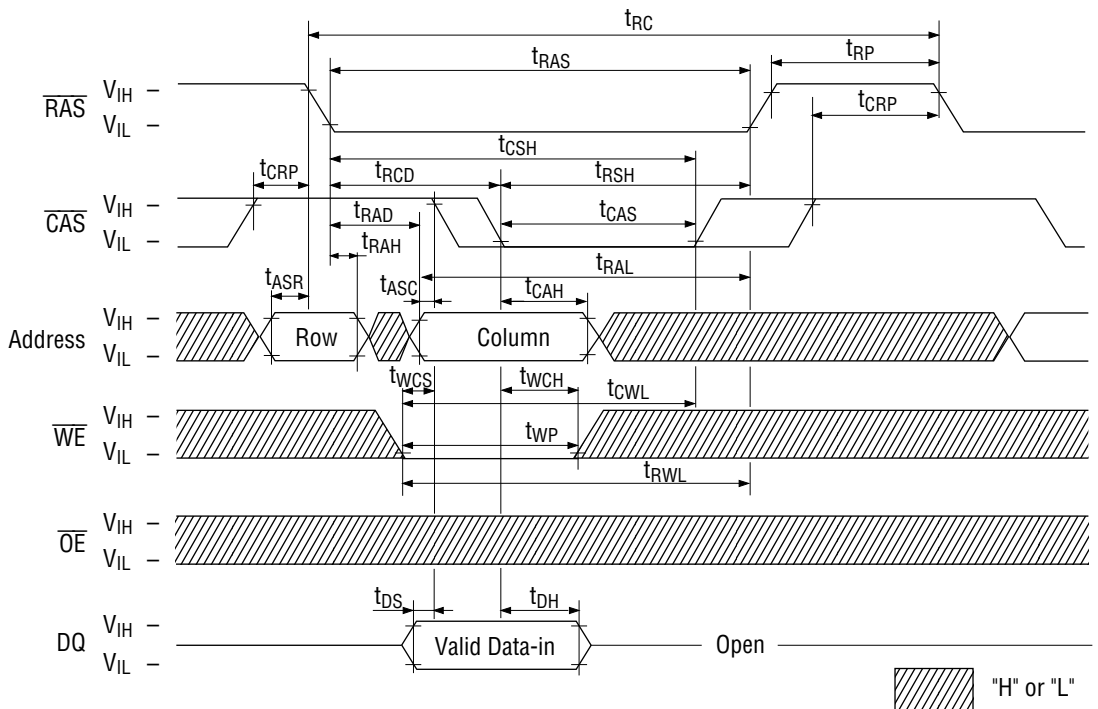 tRC
tRAS
tRP
RAS
VIH –
VIL –
tCRP
tCSH
tCRP
tRCD
tRSH
CAS
VIH –
VIL –
tRAD
tCAS
tRAH
tRAL
tASR
tASC
tCAH
Address
VIH –
VIL –
Row
Column
tWCS
tWCH
tCWL
WE
VIH –
VIL –
tWP
tRWL
OE
VIH –
VIL –
tDS
tDH
DQ
VIH –
VIL –
Valid Data-in
Open
"H" or "L"